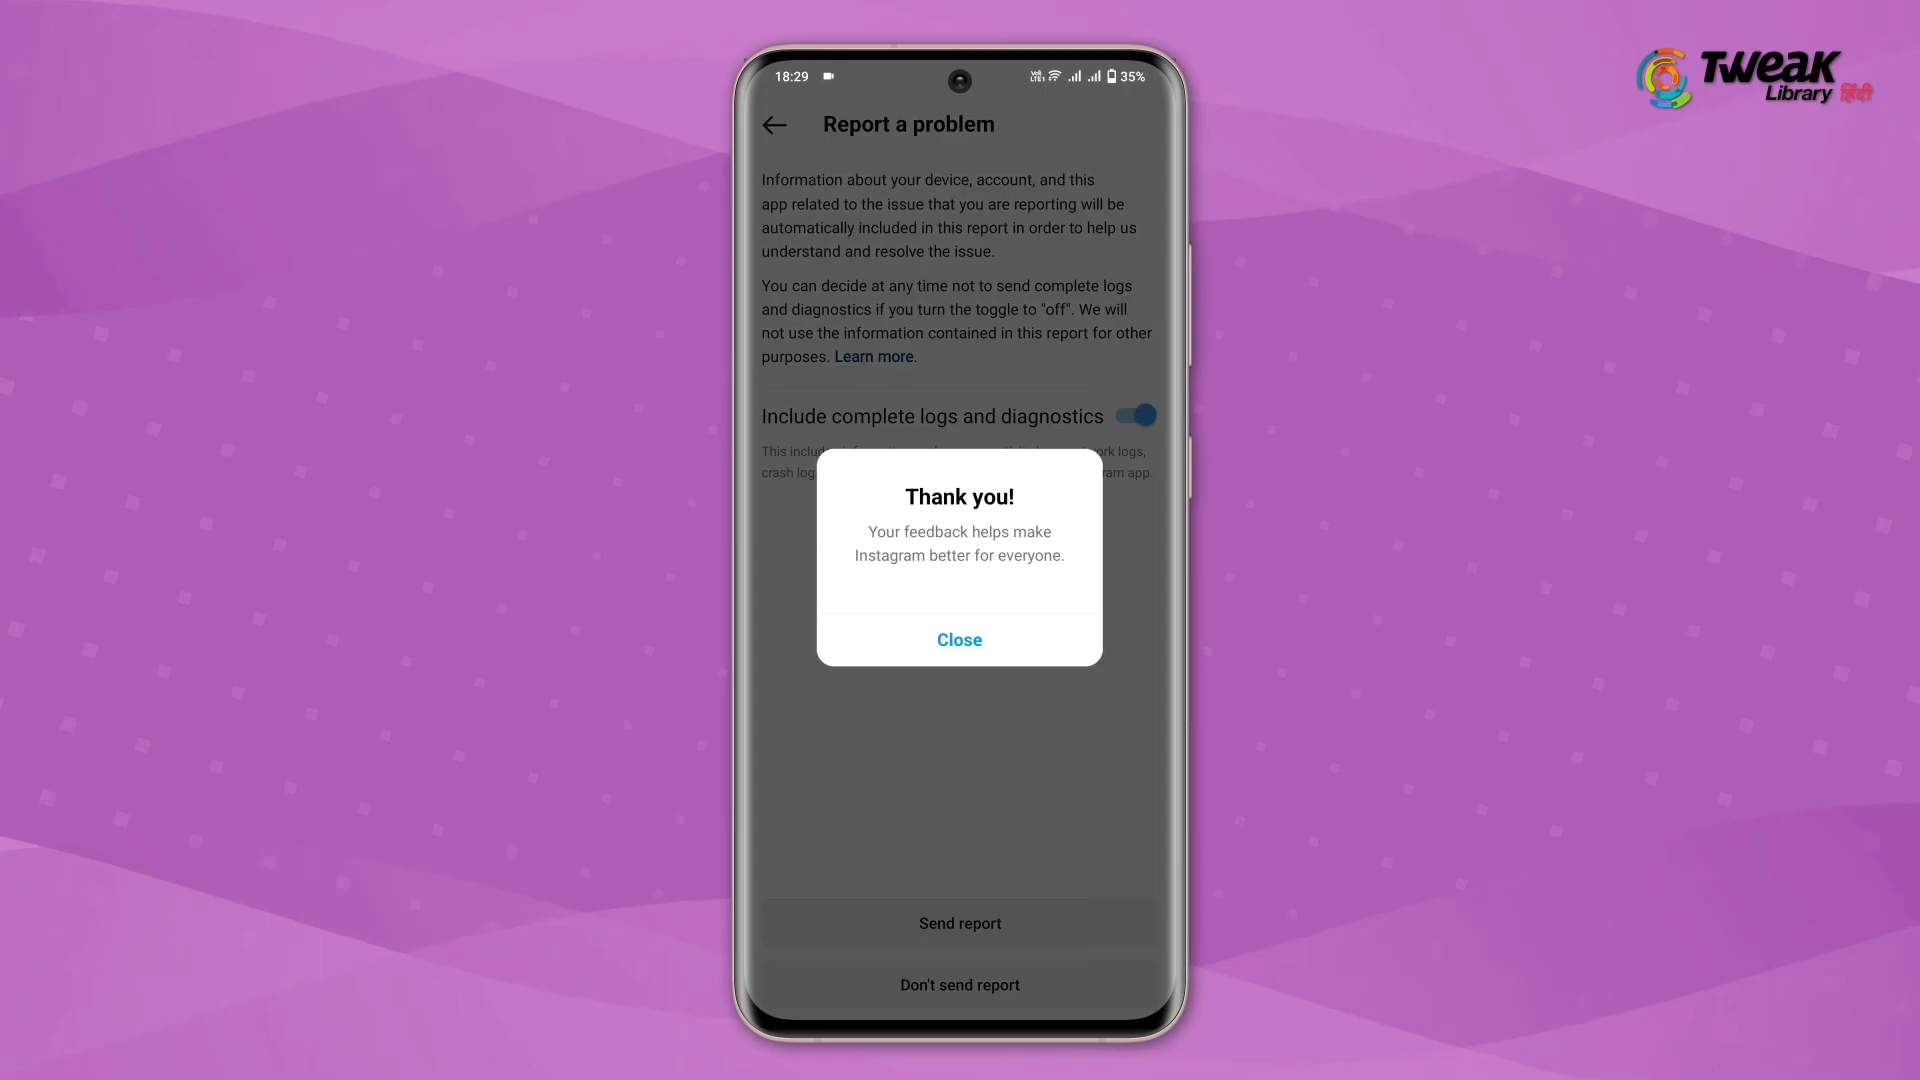 TWEAK
Library हिंदी
18:29
35%
Report a problem
Information about your device, account, and this
app related to the issue that you are reporting will be
automatically included in this report in order to help us
understand and resolve the issue.
You can decide at any time not to send complete logs
and diagnostics if you turn the toggle to "off". We will
not use the information contained in this report for other
purposes. Learn more.
Include complete logs and diagnostics
This logs,
crash app.
Thank you!
Your feedback helps make
Instagram better for everyone.
Close
Send report
Don't send report